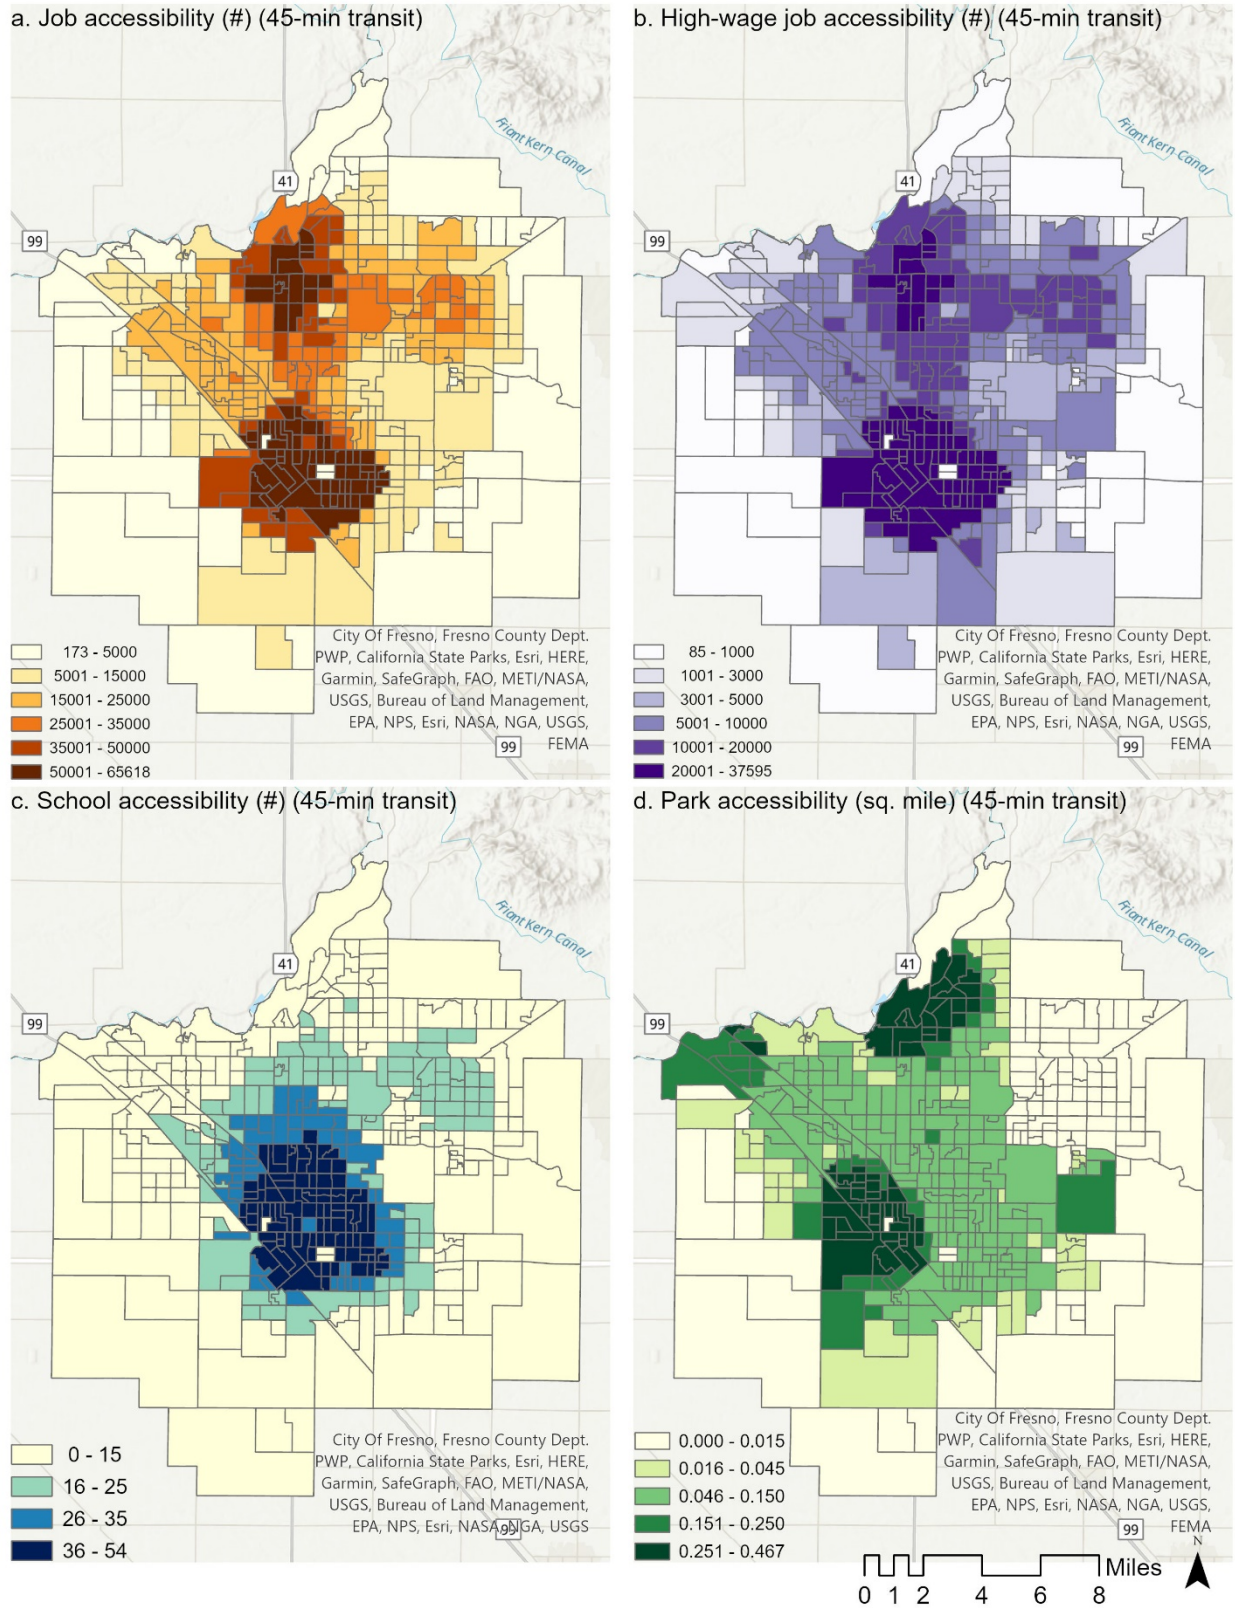 a. Job accessibility (#) (45-min transit)
Friant Kern Canal
41
99
173 - 5000
5001 - 15000
15001 - 25000
25001 - 35000
35001 - 50000
50001 - 65618
City Of Fresno, Fresno County Dept.
PWP, California State Parks, Esri, HERE,
Garmin, SafeGraph, FAO, METI/NASA,
USGS, Bureau of Land Management,
EPA, NPS, Esri, NASA, NGA, USGS,
FEMA
99
b. High-wage job accessibility (#) (45-min transit)
Friant Kern Canal
41
99
85 - 1000
1001 - 3000
3001 - 5000
5001 - 10000
10001 - 20000
20001 - 37595
City Of Fresno, Fresno County Dept.
PWP, California State Parks, Esri, HERE,
Garmin, SafeGraph, FAO, METI/NASA,
USGS, Bureau of Land Management,
EPA, NPS, Esri, NASA, NGA, USGS,
FEMA
99
c. School accessibility (#) (45-min transit)
Friant Kern Canal
41
99
0 - 15
16 - 25
26 - 35
36 - 54
City Of Fresno, Fresno County Dept.
PWP, California State Parks, Esri, HERE,
Garmin, SafeGraph, FAO, METI/NASA,
USGS, Bureau of Land Management,
EPA, NPS, Esri, NASA, NGA, USGS
99
d. Park accessibility (sq. mile) (45-min transit)
Friant Kern Canal
41
99
0.000 - 0.015
0.016 - 0.045
0.046 - 0.150
0.151 - 0.250
0.251 - 0.467
City Of Fresno, Fresno County Dept.
PWP, California State Parks, Esri, HERE,
Garmin, SafeGraph, FAO, METI/NASA,
USGS, Bureau of Land Management,
EPA, NPS, Esri, NASA, NGA, USGS,
FEMA
99
N
Miles
0 1 2 4 6 8